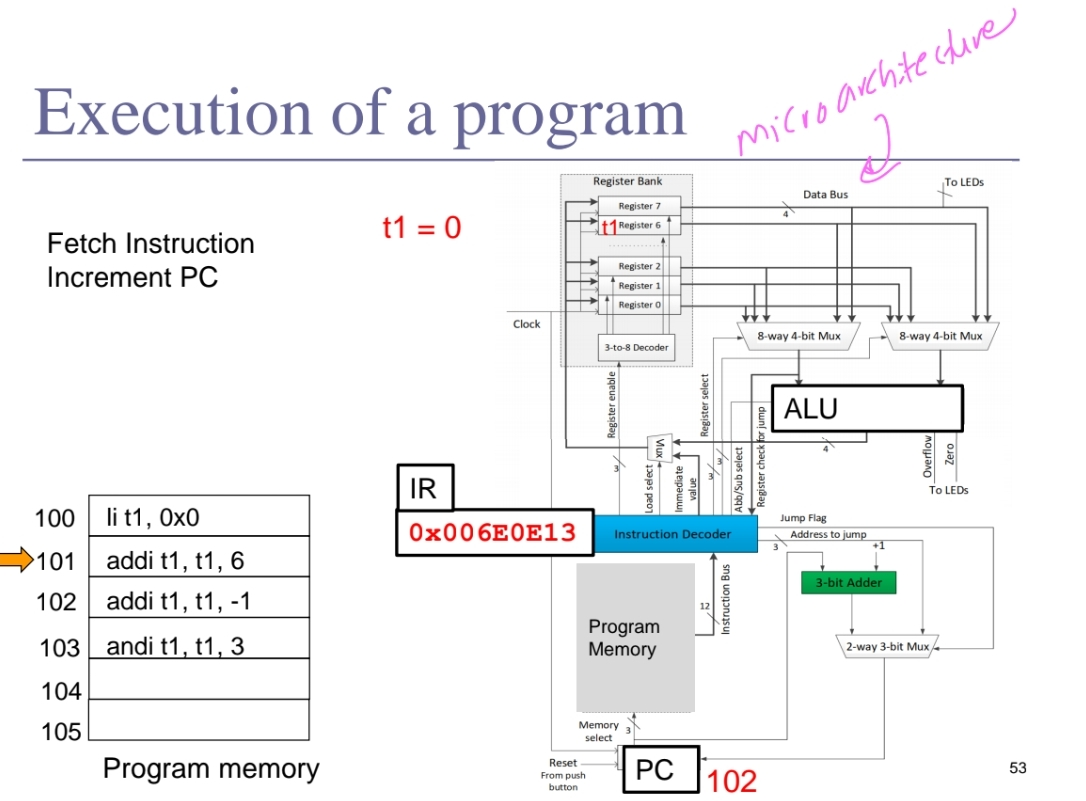 microarchitecture
Execution of a program
Fetch Instruction
Increment PC
t1 = 0
Register Bank
Register 7
t1 Register 6
Register 2
Register 1
Register 0
3-to-8 Decoder
Clock
Data Bus
4
To LEDs
8-way 4-bit Mux
8-way 4-bit Mux
ALU
Register enable
3
Mux
Load select
Immediate
value
Register select
3
3
Abb/Sub select
Register check for jump
4
Overflow
Zero
To LEDs
IR
0x006E0E13
Instruction Decoder
Jump Flag
Address to jump
3
+1
3-bit Adder
2-way 3-bit Mux
12
Instruction Bus
Program
Memory
Memory
select
3
Reset
From push
button
PC
102
100 li t1, 0x0
101 addi t1, t1, 6
102 addi t1, t1, -1
103 andi t1, t1, 3
104
105
Program memory
53